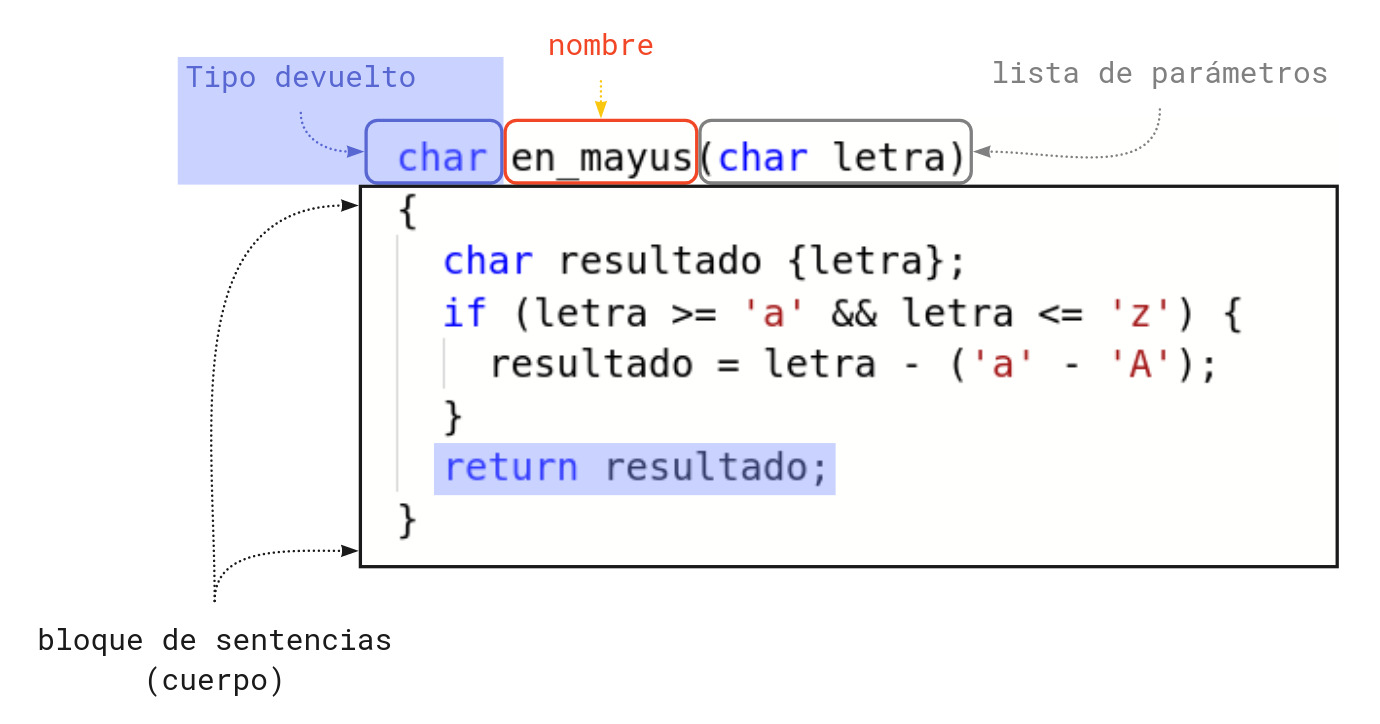 nombre
Tipo devuelto
lista de parámetros
char en_mayus(char letra)
{
char resultado {letra};
if (letra >= 'a' && letra <= 'z') {
resultado = letra - ('a' - 'A');
}
return resultado;
}
bloque de sentencias
(cuerpo)